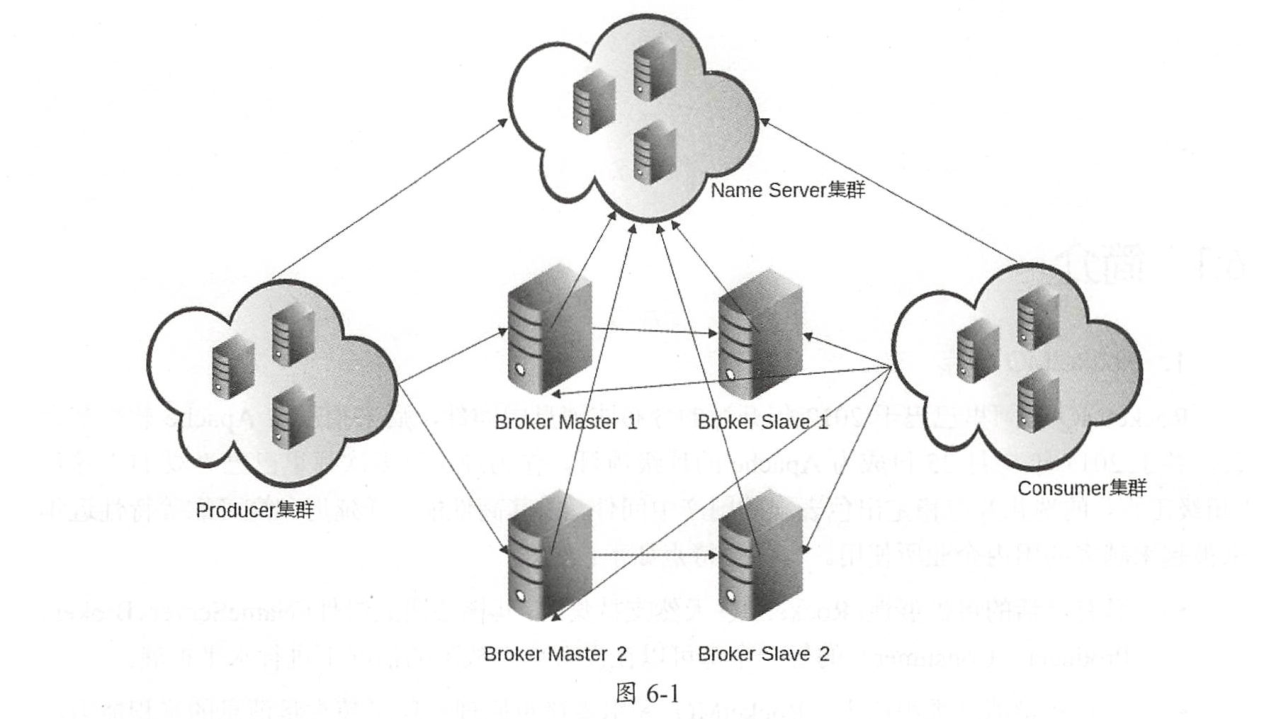 Name Server集群
Broker Master 1
Broker Slave 1
Producer集群
Consumer集群
Broker Master 2
Broker Slave 2
图 6-1